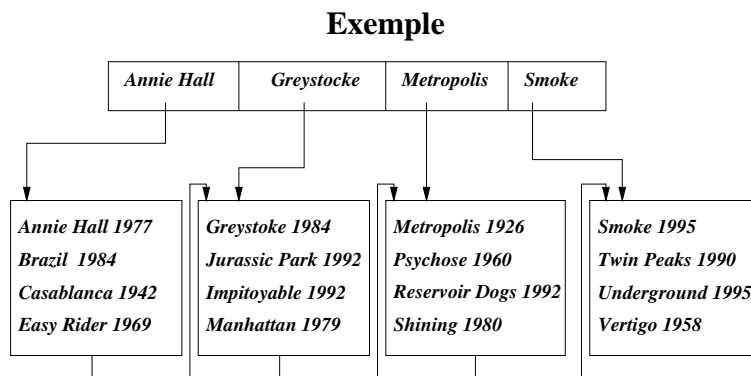 Exemple
Annie Hall Greystocke Metropolis Smoke
Annie Hall 1977
Brazil 1984
Casablanca 1942
Easy Rider 1969
Greystoke 1984
Jurassic Park 1992
Impitoyable 1992
Manhattan 1979
Metropolis 1926
Psychose 1960
Reservoir Dogs 1992
Shining 1980
Smoke 1995
Twin Peaks 1990
Underground 1995
Vertigo 1958